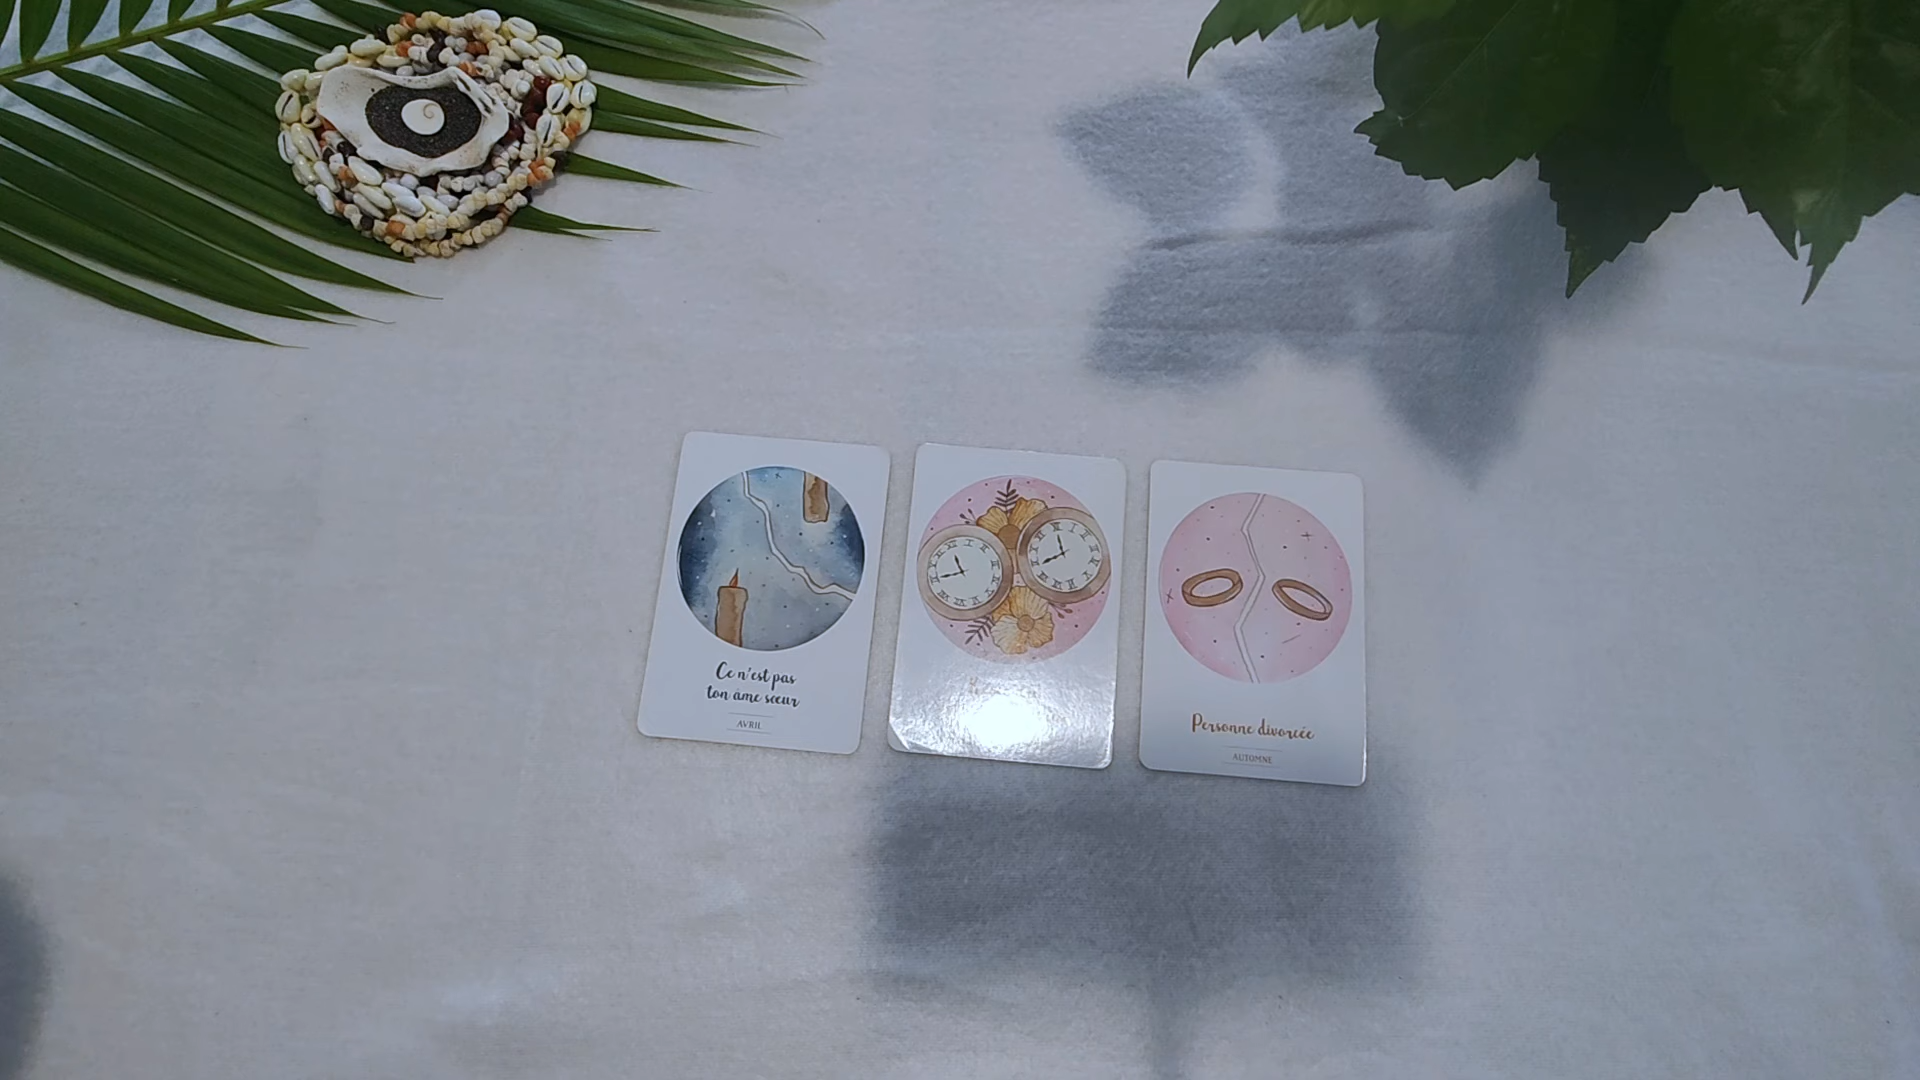 Ce n'est pas
ton âme sœur
AVRIL
Personne divorcée
AUTOMNE